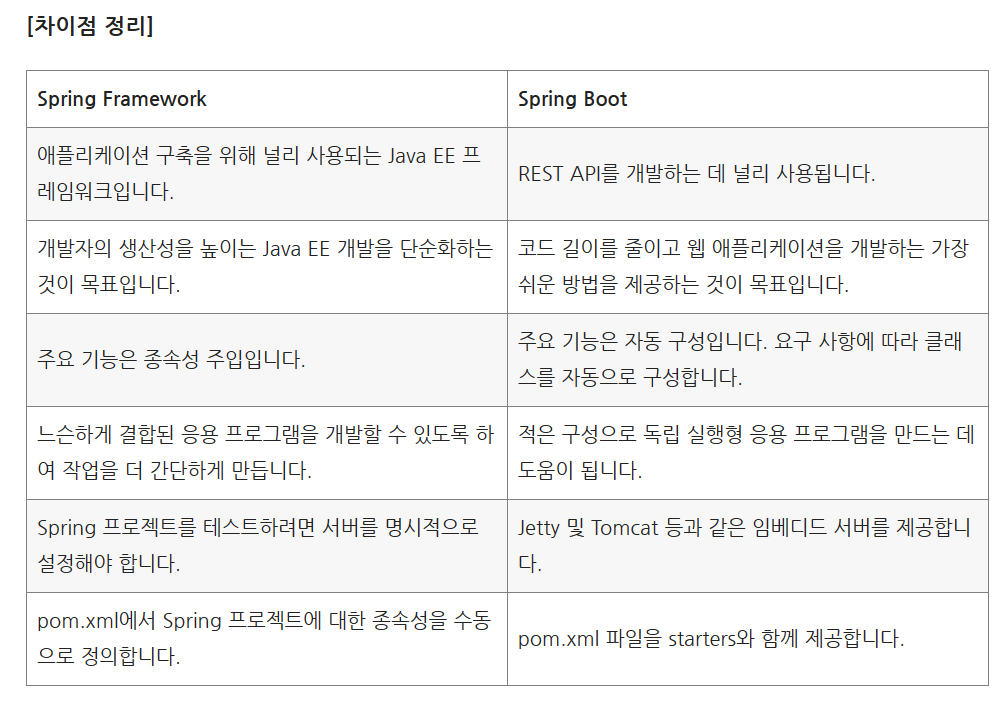 [차이점 정리]
Spring Framework
Spring Boot
애플리케이션 구축을 위해 널리 사용되는 Java EE 프
레임워크입니다.
REST API를 개발하는 데 널리 사용됩니다.
개발자의 생산성을 높이는 Java EE 개발을 단순화하는
것이 목표입니다.
코드 길이를 줄이고 웹 애플리케이션을 개발하는 가장
쉬운 방법을 제공하는 것이 목표입니다.
주요 기능은 종속성 주입입니다.
주요 기능은 자동 구성입니다. 요구 사항에 따라 클래
스를 자동으로 구성합니다.
느슨하게 결합된 응용 프로그램을 개발할 수 있도록 하
여 작업을 더 간단하게 만듭니다.
적은 구성으로 독립 실행형 응용 프로그램을 만드는 데
도움이 됩니다.
Spring 프로젝트를 테스트하려면 서버를 명시적으로
설정해야 합니다.
Jetty 및 Tomcat 등과 같은 임베디드 서버를 제공합니
다.
pom.xml에서 Spring 프로젝트에 대한 종속성을 수동
으로 정의합니다.
pom.xml 파일을 starters와 함께 제공합니다.